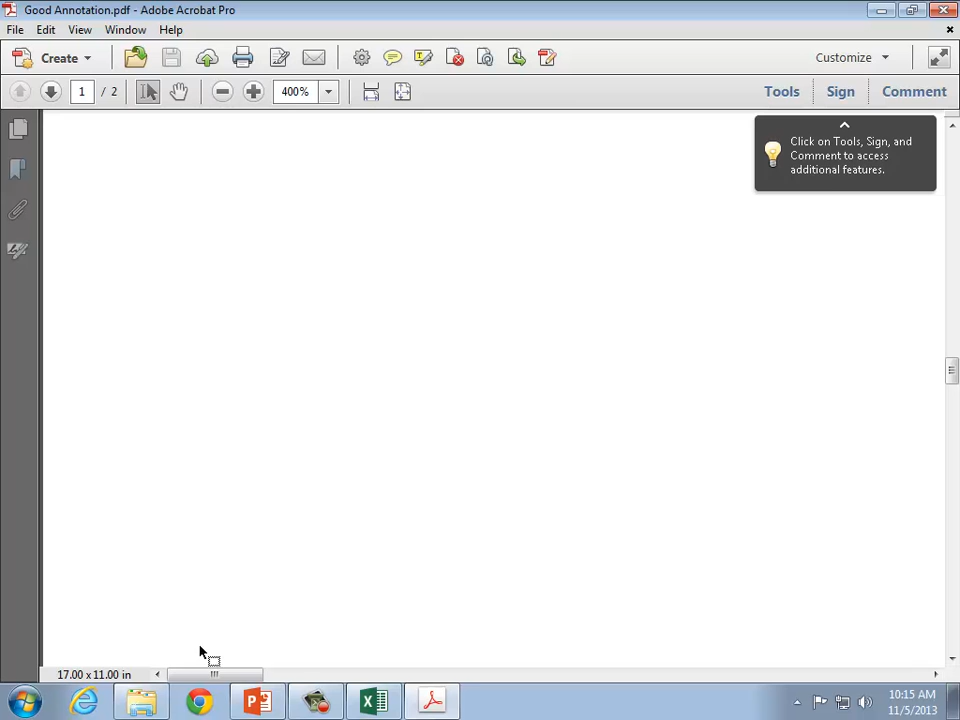 Good Annotation.pdf - Adobe Acrobat Pro
File Edit View Window Help
Create Customize
1 / 2 400% Tools Sign Comment
Click on Tools, Sign, and
Comment to access
additional features.
17.00 x 11.00 in
10:15 AM
11/5/2013